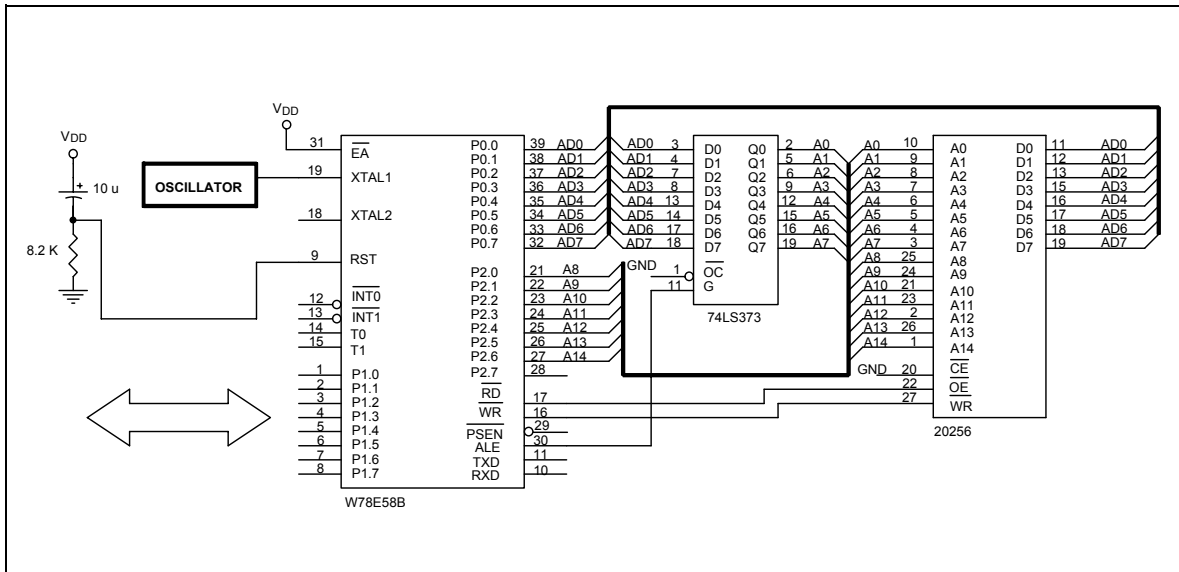 VDD
VDD
10 u
8.2 K
OSCILLATOR
31 EA
19 XTAL1
18 XTAL2
9 RST
12 INT0
13 INT1
14 T0
15 T1
1 P1.0
2 P1.1
3 P1.2
4 P1.3
5 P1.4
6 P1.5
7 P1.6
8 P1.7
P0.0 39 AD0
P0.1 38 AD1
P0.2 37 AD2
P0.3 36 AD3
P0.4 35 AD4
P0.5 34 AD5
P0.6 33 AD6
P0.7 32 AD7
P2.0 21 A8
P2.1 22 A9
P2.2 23 A10
P2.3 24 A11
P2.4 25 A12
P2.5 26 A13
P2.6 27 A14
P2.7 28
RD 17
WR 16
PSEN 29
ALE 30
TXD 11
RXD 10
W78E58B
AD0 3 D0 Q0 2 A0
AD1 4 D1 Q1 5 A1
AD2 7 D2 Q2 6 A2
AD3 8 D3 Q3 9 A3
AD4 13 D4 Q4 12 A4
AD5 14 D5 Q5 15 A5
AD6 17 D6 Q6 16 A6
AD7 18 D7 Q7 19 A7
GND 1 OC
11 G
74LS373
A0 10 A0 D0 11 AD0
A1 9 A1 D1 12 AD1
A2 8 A2 D2 13 AD2
A3 7 A3 D3 15 AD3
A4 6 A4 D4 16 AD4
A5 5 A5 D5 17 AD5
A6 4 A6 D6 18 AD6
A7 3 A7 D7 19 AD7
A8 25 A8
A9 24 A9
A10 21 A10
A11 23 A11
A12 2 A12
A13 26 A13
A14 1 A14
GND 20 CE
22 OE
27 WR
20256